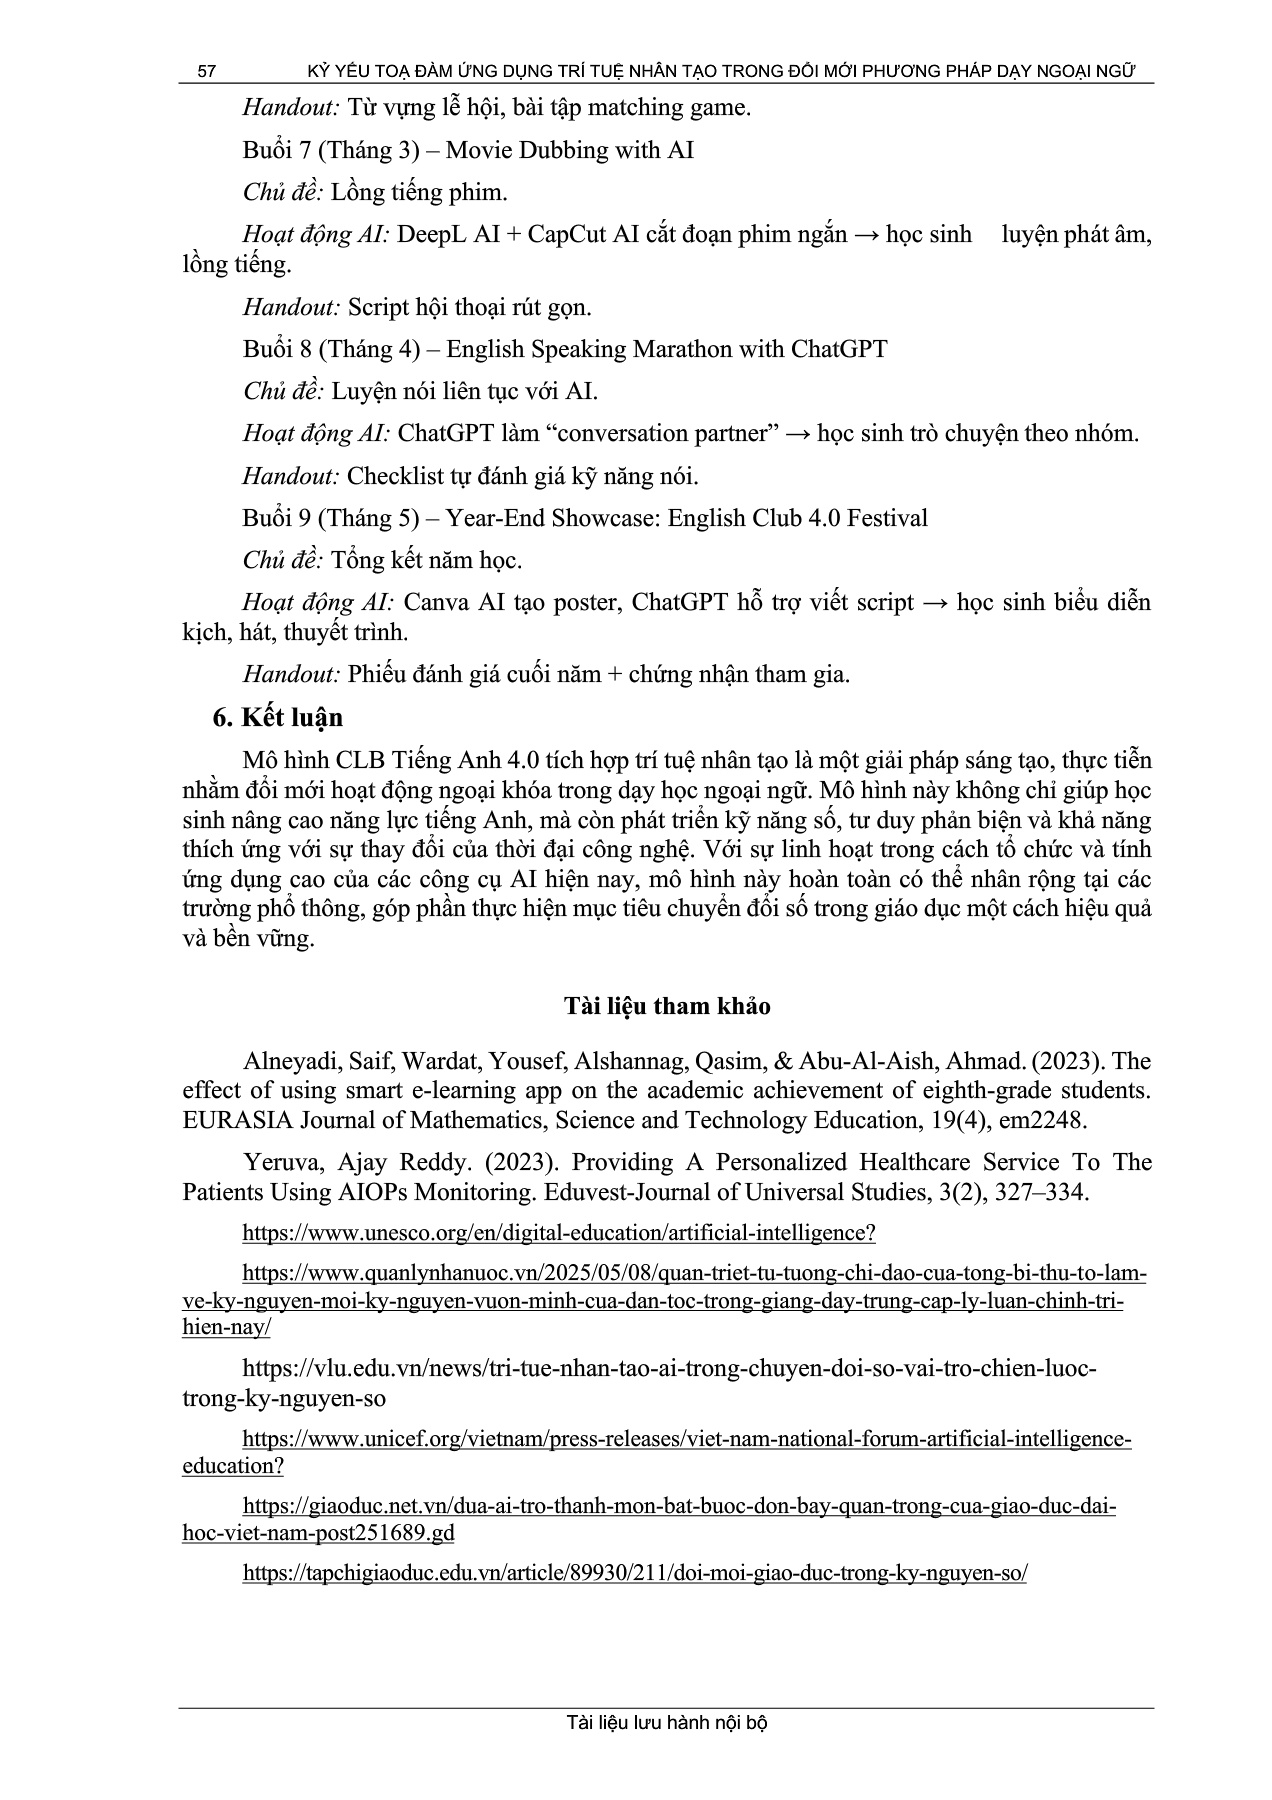 57 KỶ YẾU TOẠ ĐÀM ỨNG DỤNG TRÍ TUỆ NHÂN TẠO TRONG ĐỔI MỚI PHƯƠNG PHÁP DẠY NGOẠI NGỮ
Handout: Từ vựng lễ hội, bài tập matching game.
Buổi 7 (Tháng 3) – Movie Dubbing with AI
Chủ đề: Lồng tiếng phim.
Hoạt động AI: DeepL AI + CapCut AI cắt đoạn phim ngắn → học sinh luyện phát âm,
lồng tiếng.
Handout: Script hội thoại rút gọn.
Buổi 8 (Tháng 4) – English Speaking Marathon with ChatGPT
Chủ đề: Luyện nói liên tục với AI.
Hoạt động AI: ChatGPT làm “conversation partner” → học sinh trò chuyện theo nhóm.
Handout: Checklist tự đánh giá kỹ năng nói.
Buổi 9 (Tháng 5) – Year-End Showcase: English Club 4.0 Festival
Chủ đề: Tổng kết năm học.
Hoạt động AI: Canva AI tạo poster, ChatGPT hỗ trợ viết script → học sinh biểu diễn
kịch, hát, thuyết trình.
Handout: Phiếu đánh giá cuối năm + chứng nhận tham gia.
6. Kết luận
Mô hình CLB Tiếng Anh 4.0 tích hợp trí tuệ nhân tạo là một giải pháp sáng tạo, thực tiễn
nhằm đổi mới hoạt động ngoại khóa trong dạy học ngoại ngữ. Mô hình này không chỉ giúp học
sinh nâng cao năng lực tiếng Anh, mà còn phát triển kỹ năng số, tư duy phản biện và khả năng
thích ứng với sự thay đổi của thời đại công nghệ. Với sự linh hoạt trong cách tổ chức và tính
ứng dụng cao của các công cụ AI hiện nay, mô hình này hoàn toàn có thể nhân rộng tại các
trường phổ thông, góp phần thực hiện mục tiêu chuyển đổi số trong giáo dục một cách hiệu quả
và bền vững.
Tài liệu tham khảo
Alneyadi, Saif, Wardat, Yousef, Alshannag, Qasim, & Abu-Al-Aish, Ahmad. (2023). The
effect of using smart e-learning app on the academic achievement of eighth-grade students.
EURASIA Journal of Mathematics, Science and Technology Education, 19(4), em2248.
Yeruva, Ajay Reddy. (2023). Providing A Personalized Healthcare Service To The
Patients Using AIOPs Monitoring. Eduvest-Journal of Universal Studies, 3(2), 327–334.
https://www.unesco.org/en/digital-education/artificial-intelligence?
https://www.quanlynhanuoc.vn/2025/05/08/quan-triet-tu-tuong-chi-dao-cua-tong-bi-thu-to-lam-
ve-ky-nguyen-moi-ky-nguyen-vuon-minh-cua-dan-toc-trong-giang-day-trung-cap-ly-luan-chinh-tri-
hien-nay/
https://vlu.edu.vn/news/tri-tue-nhan-tao-ai-trong-chuyen-doi-so-vai-tro-chien-luoc-
trong-ky-nguyen-so
https://www.unicef.org/vietnam/press-releases/viet-nam-national-forum-artificial-intelligence-
education?
https://giaoduc.net.vn/dua-ai-tro-thanh-mon-bat-buoc-don-bay-quan-trong-cua-giao-duc-dai-
hoc-viet-nam-post251689.gd
https://tapchigiaoduc.edu.vn/article/89930/211/doi-moi-giao-duc-trong-ky-nguyen-so/
Tài liệu lưu hành nội bộ